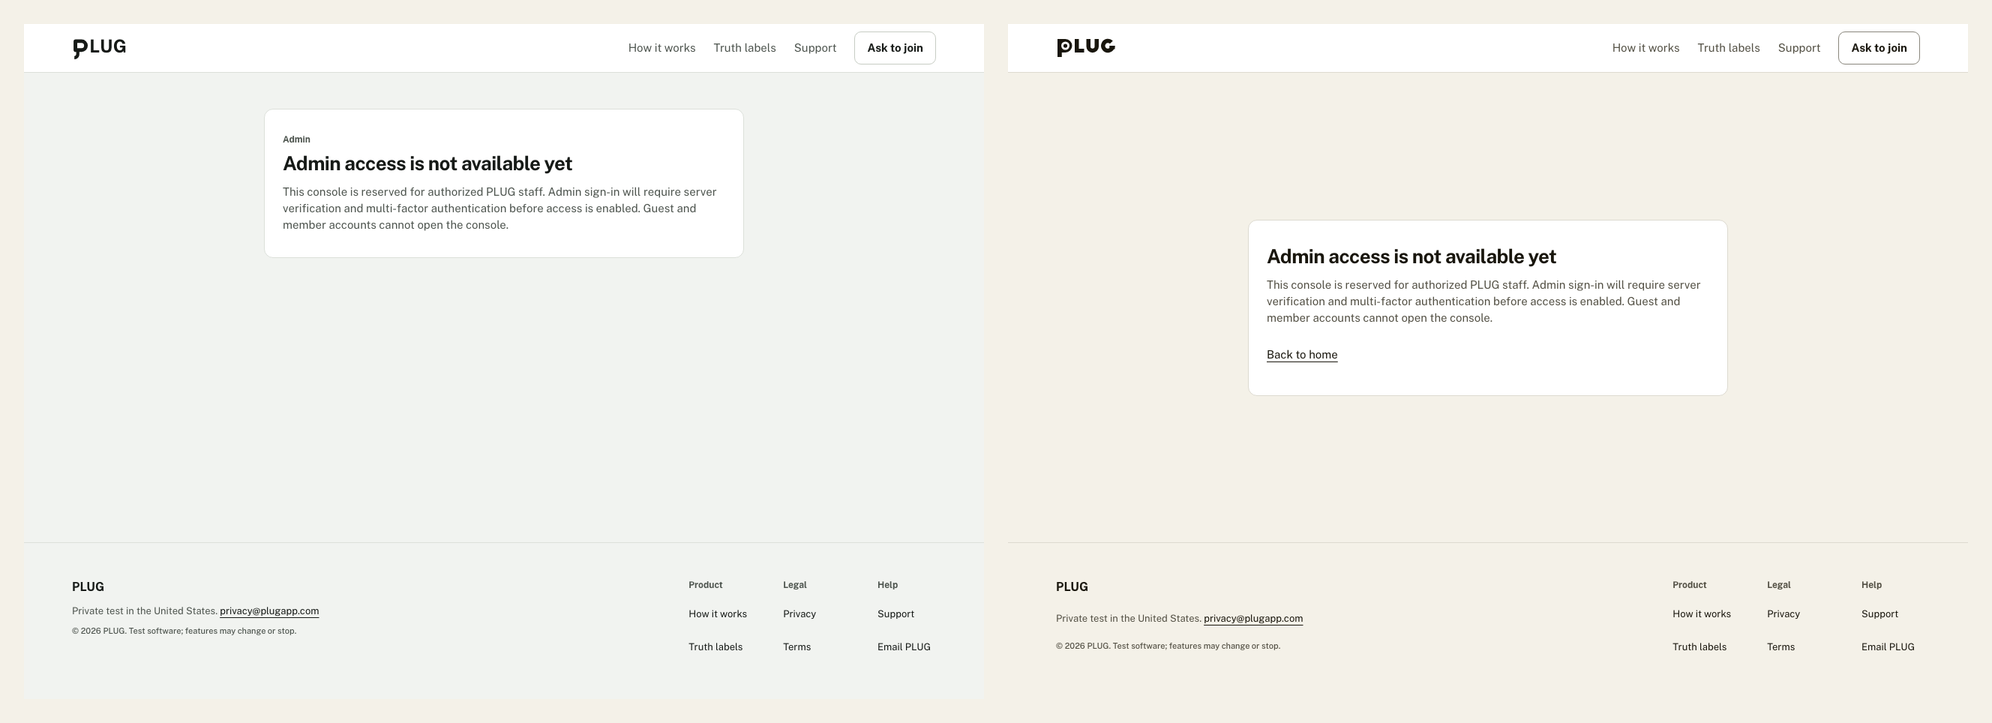 PLUG
How it works
Truth labels
Support
Ask to join
Admin
Admin access is not available yet
This console is reserved for authorized PLUG staff. Admin sign-in will require server
verification and multi-factor authentication before access is enabled. Guest and
member accounts cannot open the console.
PLUG
Private test in the United States. privacy@plugapp.com
© 2026 PLUG. Test software; features may change or stop.
Product
How it works
Truth labels
Legal
Privacy
Terms
Help
Support
Email PLUG
PLUG
How it works
Truth labels
Support
Ask to join
Admin access is not available yet
This console is reserved for authorized PLUG staff. Admin sign-in will require server
verification and multi-factor authentication before access is enabled. Guest and
member accounts cannot open the console.
Back to home
PLUG
Private test in the United States. privacy@plugapp.com
© 2026 PLUG. Test software; features may change or stop.
Product
How it works
Truth labels
Legal
Privacy
Terms
Help
Support
Email PLUG